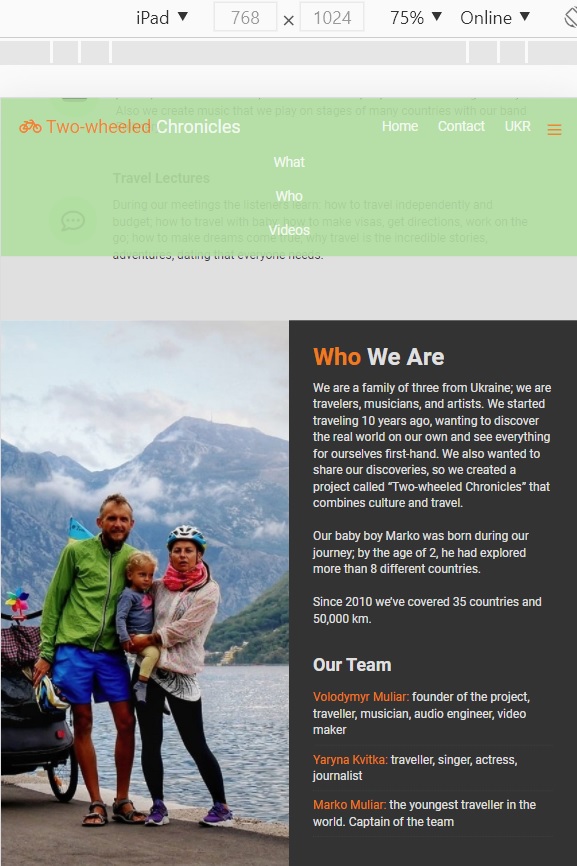 iPad ▼ 768 × 1024 75% ▼ Online ▼
Also we create music that we play on stages of many countries with our band
Two-wheeled Chronicles Home Contact UKR
What
Travel Lectures
Who
During our meetings the listeners learn: how to travel independently and
budget; how to travel with baby; how to make visas, get directions, work on the
Videos
go; how to make dreams come true; why travel is the incredible stories,
adventures, dating that everyone needs.
Who We Are
We are a family of three from Ukraine; we are
travelers, musicians, and artists. We started
traveling 10 years ago, wanting to discover
the real world on our own and see everything
for ourselves first-hand. We also wanted to
share our discoveries, so we created a
project called “Two-wheeled Chronicles” that
combines culture and travel.
Our baby boy Marko was born during our
journey; by the age of 2, he had explored
more than 8 different countries.
Since 2010 we’ve covered 35 countries and
50,000 km.
Our Team
Volodymyr Muliar: founder of the project,
traveller, musician, audio engineer, video
maker
Yaryna Kvitka: traveller, singer, actress,
journalist
Marko Muliar: the youngest traveller in the
world. Captain of the team